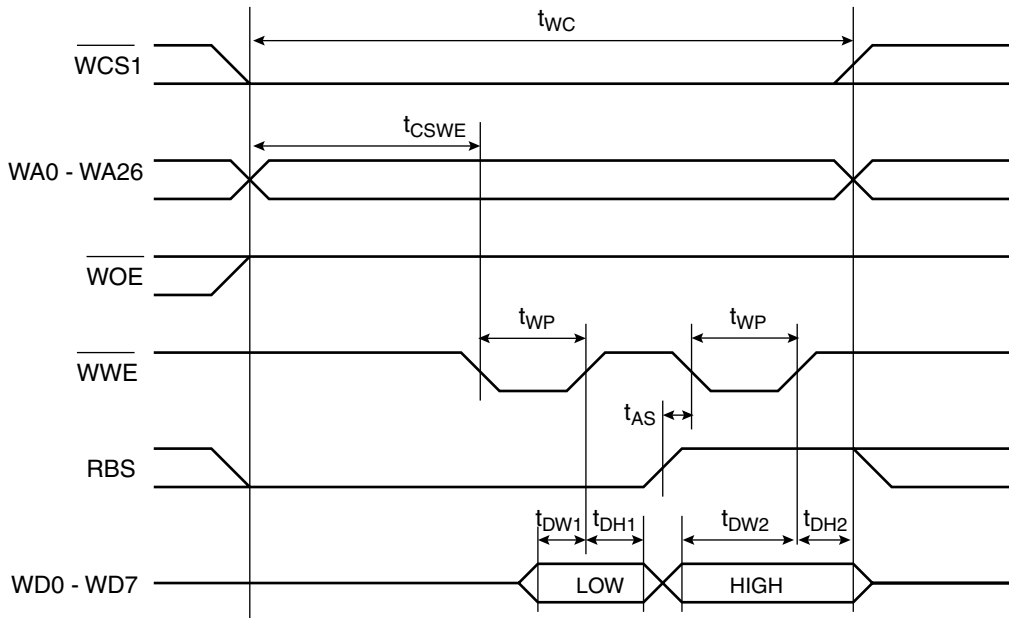 tWC
WCS1
tCSWE
WA0 - WA26
WOE
tWP
tWP
WWE
tAS
RBS
tDW1
tDH1
tDW2
tDH2
WD0 - WD7
LOW
HIGH